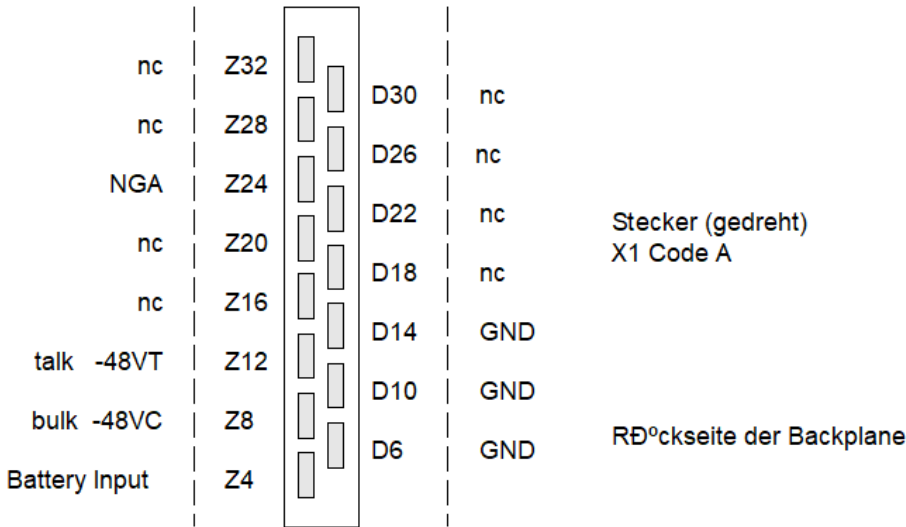 nc Z32
D30 nc
nc Z28
D26 nc
NGA Z24
D22 nc
Stecker (gedreht)
nc Z20
X1 Code A
D18 nc
nc Z16
D14 GND
talk -48VT Z12
D10 GND
bulk -48VC Z8
RĐºckseite der Backplane
D6 GND
Battery Input Z4